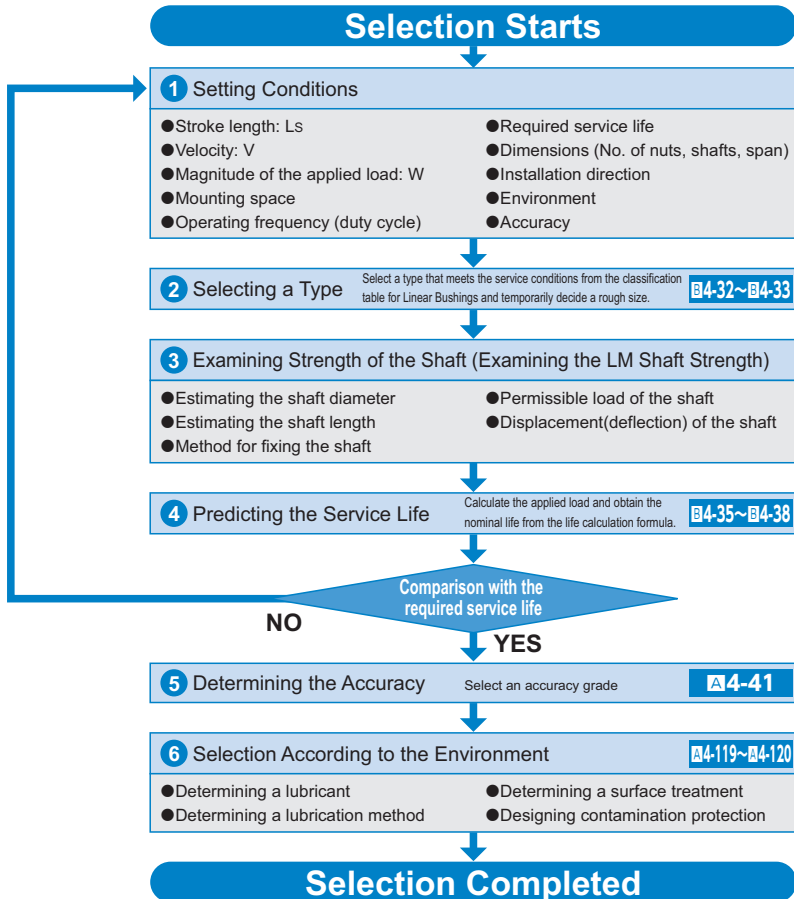 Selection Starts
1 Setting Conditions
●Stroke length: Ls
●Velocity: V
●Magnitude of the applied load: W
●Mounting space
●Operating frequency (duty cycle)
●Required service life
●Dimensions (No. of nuts, shafts, span)
●Installation direction
●Environment
●Accuracy
2 Selecting a Type
Select a type that meets the service conditions from the classification
table for Linear Bushings and temporarily decide a rough size.
B4-32~B4-33
3 Examining Strength of the Shaft (Examining the LM Shaft Strength)
●Estimating the shaft diameter
●Estimating the shaft length
●Method for fixing the shaft
●Permissible load of the shaft
●Displacement(deflection) of the shaft
4 Predicting the Service Life
Calculate the applied load and obtain the
nominal life from the life calculation formula.
B4-35~B4-38
Comparison with the
required service life
NO
YES
5 Determining the Accuracy
Select an accuracy grade
A4-41
6 Selection According to the Environment
A4-119~A4-120
●Determining a lubricant
●Determining a lubrication method
●Determining a surface treatment
●Designing contamination protection
Selection Completed